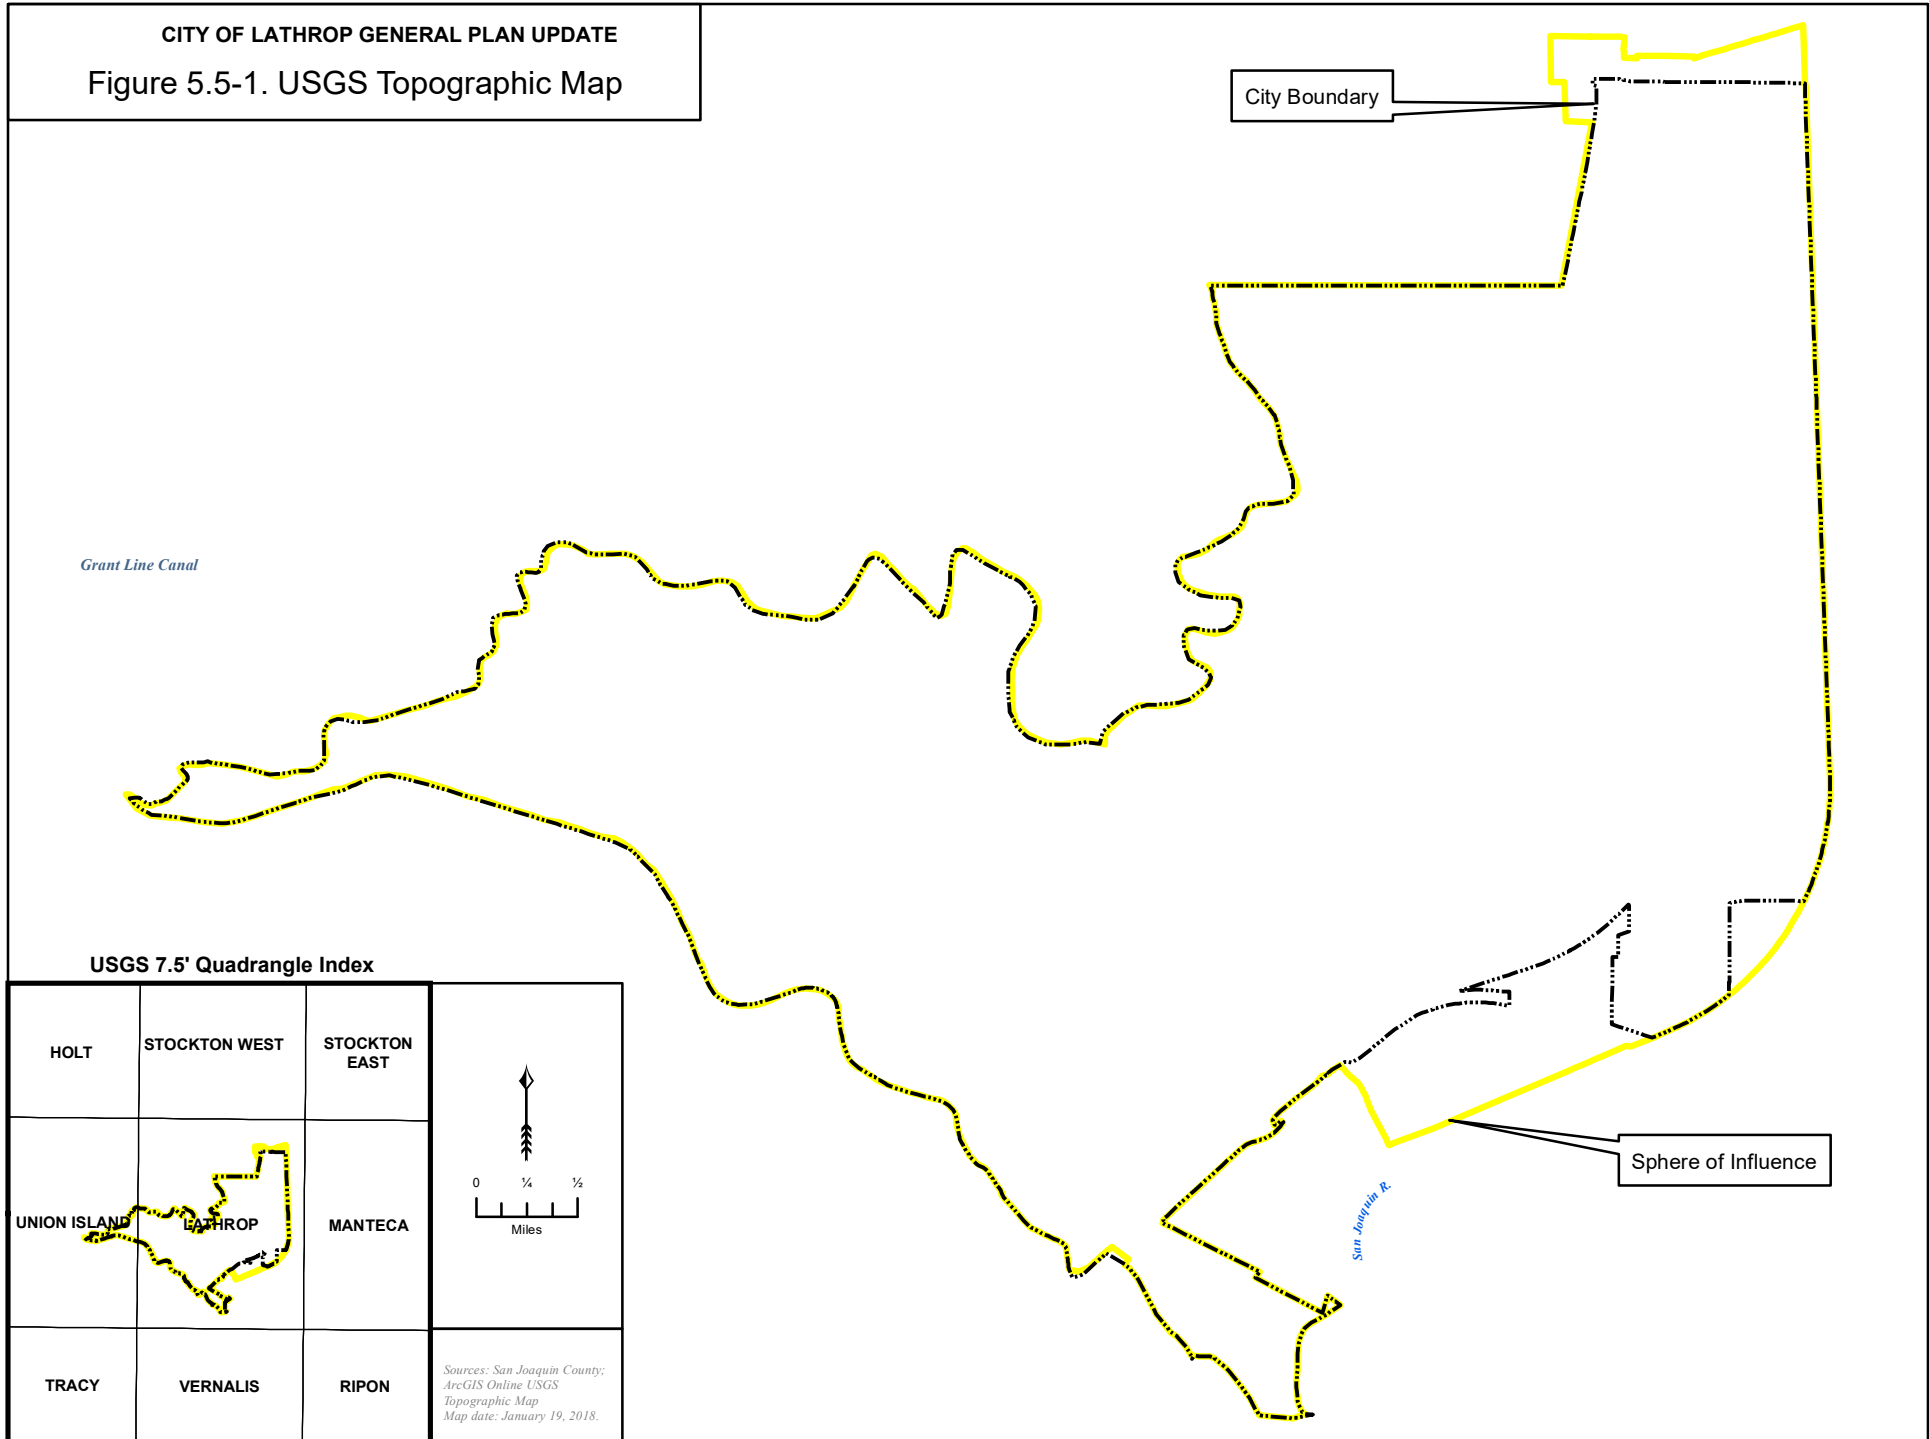 CITY OF LATHROP GENERAL PLAN UPDATE
Figure 5.5-1. USGS Topographic Map
City Boundary
Grant Line Canal
Sphere of Influence
San Joaquin R.
USGS 7.5' Quadrangle Index
HOLT
STOCKTON WEST
STOCKTON
EAST
UNION ISLAND
LATHROP
MANTECA
TRACY
VERNALIS
RIPON
0 ¼ ½
Miles
Sources: San Joaquin County;
ArcGIS Online USGS
Topographic Map
Map date: January 19, 2018.